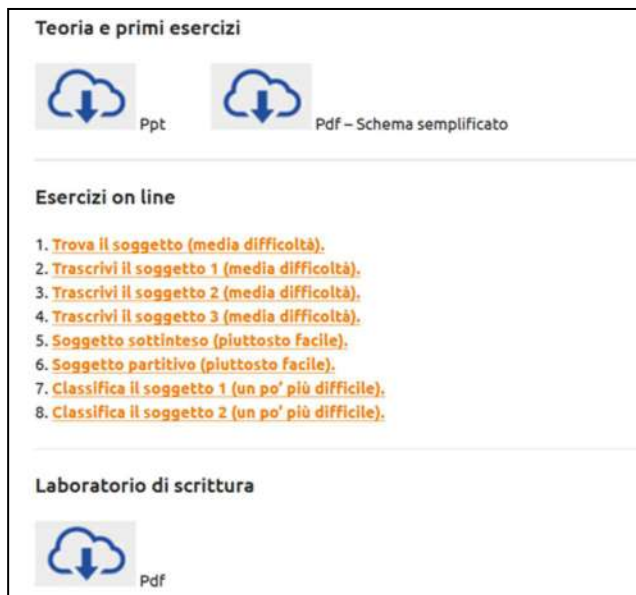 Teoria e primi esercizi
Ppt Pdf – Schema semplificato
Esercizi on line
1. Trova il soggetto (media difficoltà).
2. Trascrivi il soggetto 1 (media difficoltà).
3. Trascrivi il soggetto 2 (media difficoltà).
4. Trascrivi il soggetto 3 (media difficoltà).
5. Soggetto sottinteso (piuttosto facile).
6. Soggetto partitivo (piuttosto facile).
7. Classifica il soggetto 1 (un po' più difficile).
8. Classifica il soggetto 2 (un po' più difficile).
Laboratorio di scrittura
Pdf